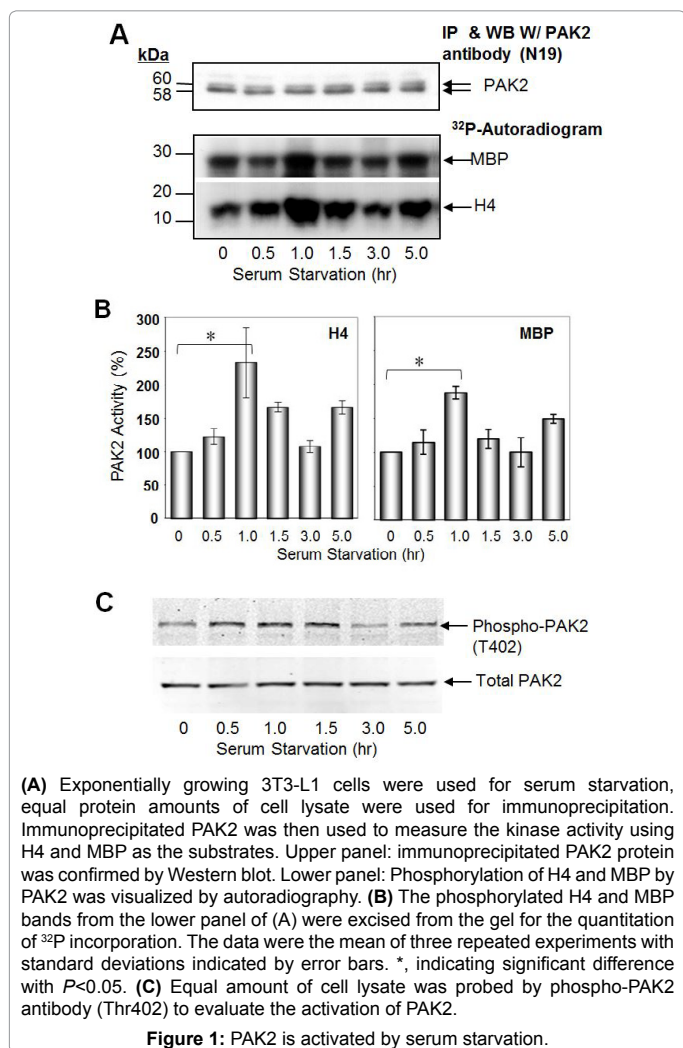 A
IP & WB W/ PAK2
antibody (N19)
kDa
60
58
PAK2
³²P-Autoradiogram
30
MBP
20
10
H4
0 0.5 1.0 1.5 3.0 5.0
Serum Starvation (hr)
B
PAK2 Activity (%)
300
250
200
150
100
50
0
*
H4
*
MBP
0 0.5 1.0 1.5 3.0 5.0
0 0.5 1.0 1.5 3.0 5.0
Serum Starvation (hr)
Serum Starvation (hr)
C
Phospho-PAK2
(T402)
Total PAK2
0 0.5 1.0 1.5 3.0 5.0
Serum Starvation (hr)
(A) Exponentially growing 3T3-L1 cells were used for serum starvation,
equal protein amounts of cell lysate were used for immunoprecipitation.
Immunoprecipitated PAK2 was then used to measure the kinase activity using
H4 and MBP as the substrates. Upper panel: immunoprecipitated PAK2 protein
was confirmed by Western blot. Lower panel: Phosphorylation of H4 and MBP by
PAK2 was visualized by autoradiography. (B) The phosphorylated H4 and MBP
bands from the lower panel of (A) were excised from the gel for the quantitation
of ³²P incorporation. The data were the mean of three repeated experiments with
standard deviations indicated by error bars. *, indicating significant difference
with P<0.05. (C) Equal amount of cell lysate was probed by phospho-PAK2
antibody (Thr402) to evaluate the activation of PAK2.
Figure 1: PAK2 is activated by serum starvation.